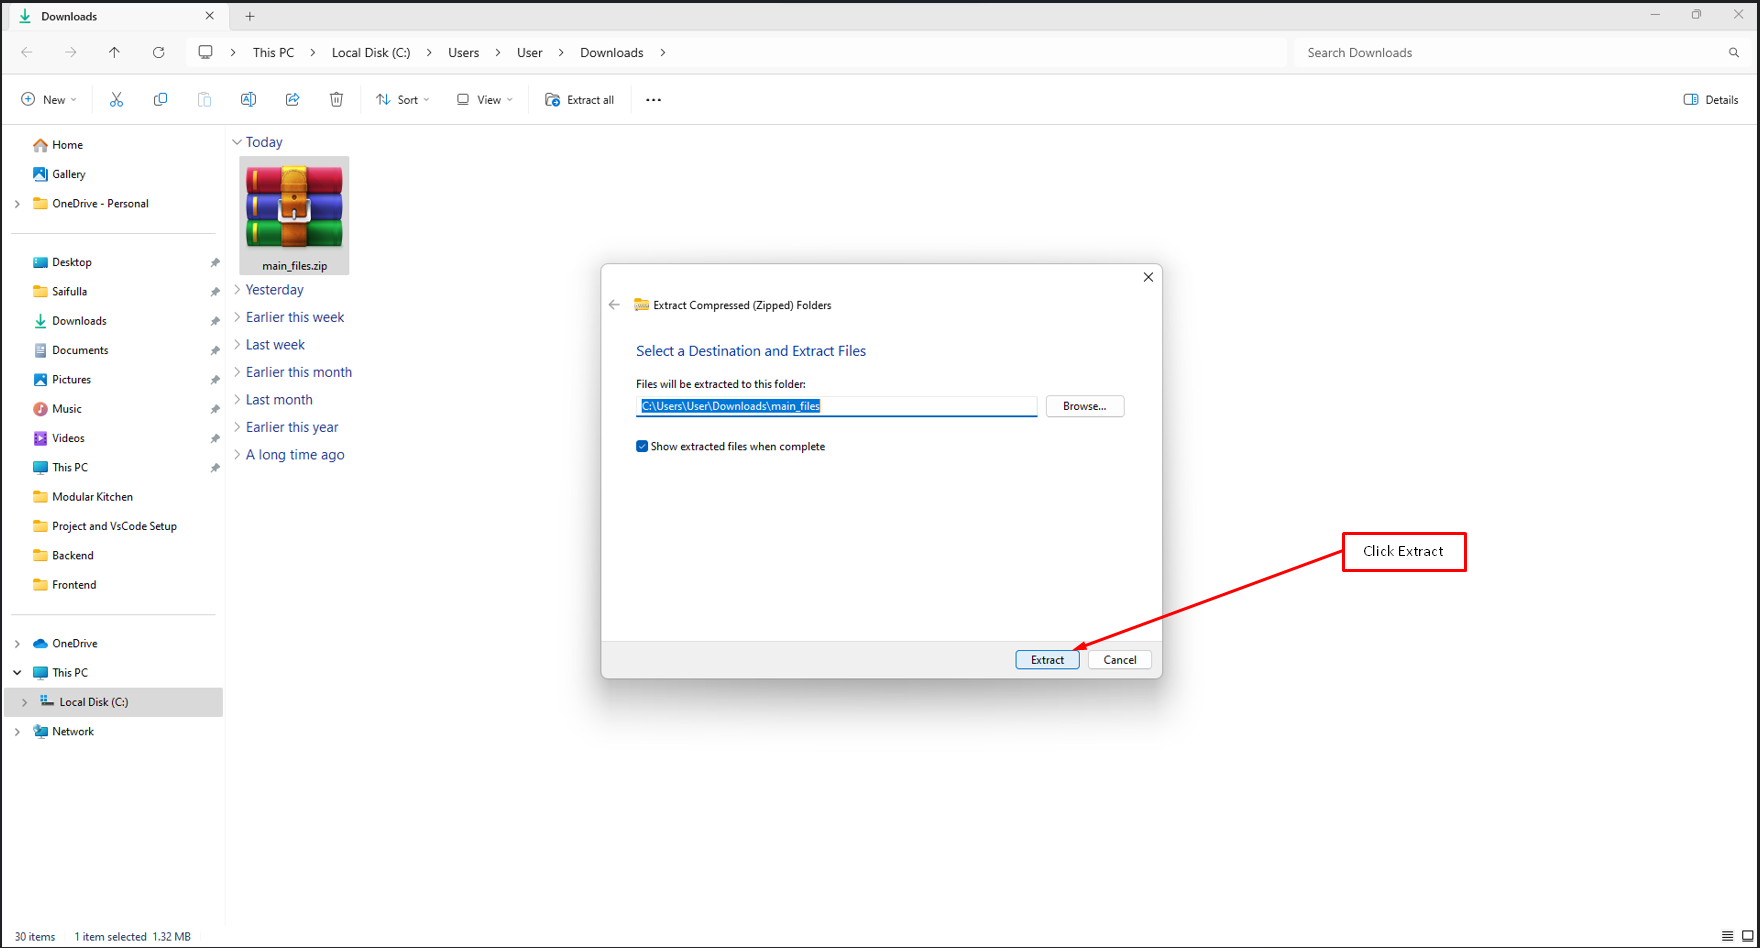 Downloads
This PC
Local Disk (C:)
Users
User
Downloads
Search Downloads
New
Sort
View
Extract all
Details
Home
Gallery
OneDrive - Personal
Desktop
Saifulla
Downloads
Documents
Pictures
Music
Videos
This PC
Modular Kitchen
Project and VsCode Setup
Backend
Frontend
OneDrive
This PC
Local Disk (C:)
Network
Today
main_files.zip
Yesterday
Earlier this week
Last week
Earlier this month
Last month
Earlier this year
A long time ago
Extract Compressed (Zipped) Folders
Select a Destination and Extract Files
Files will be extracted to this folder:
C:\Users\User\Downloads\main_files
Browse...
Show extracted files when complete
Extract
Cancel
Click Extract
30 items 1 item selected 1.32 MB